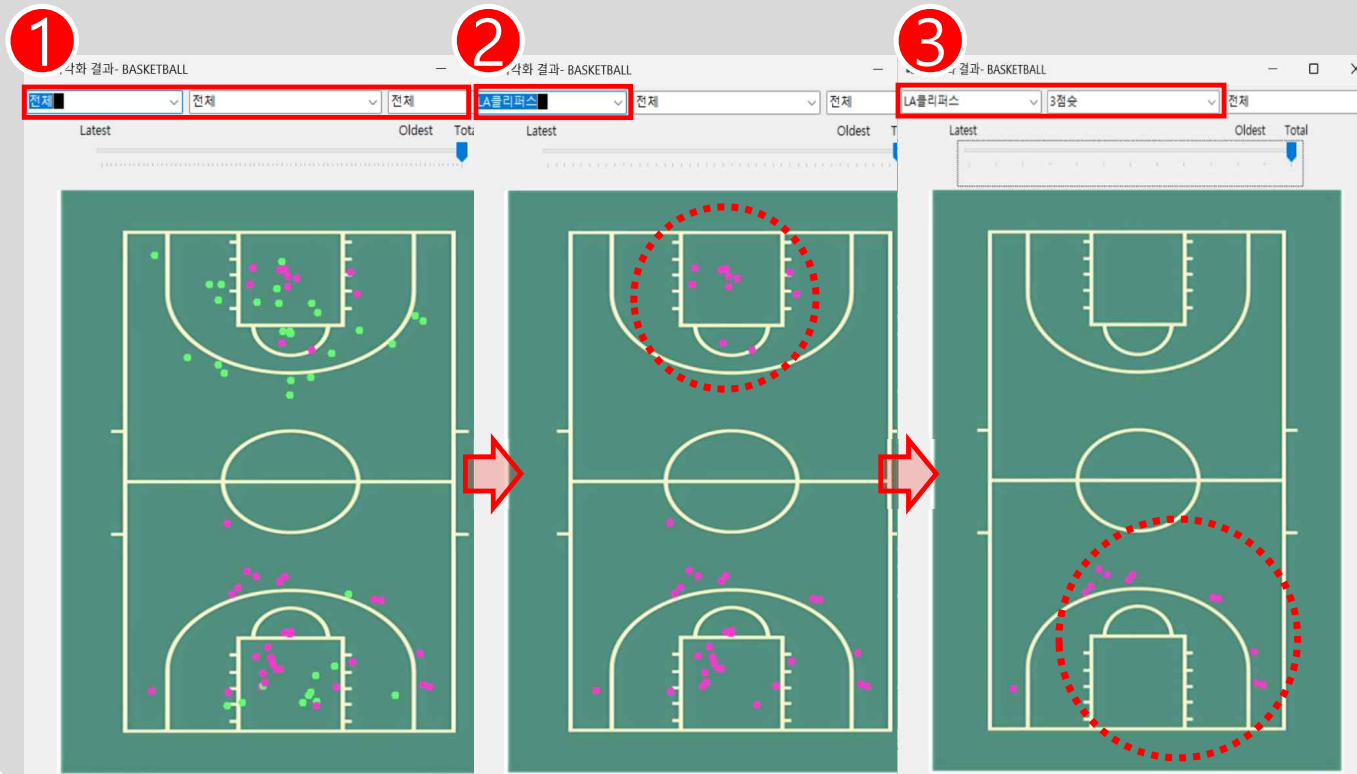 1
각화 결과- BASKETBALL
전체
전체
전체
Latest
Oldest
2
각화 결과- BASKETBALL
LA클리퍼스
전체
전체
Latest
Oldest
3
결과- BASKETBALL
LA클리퍼스
3점슛
전체
Latest
Oldest
Total